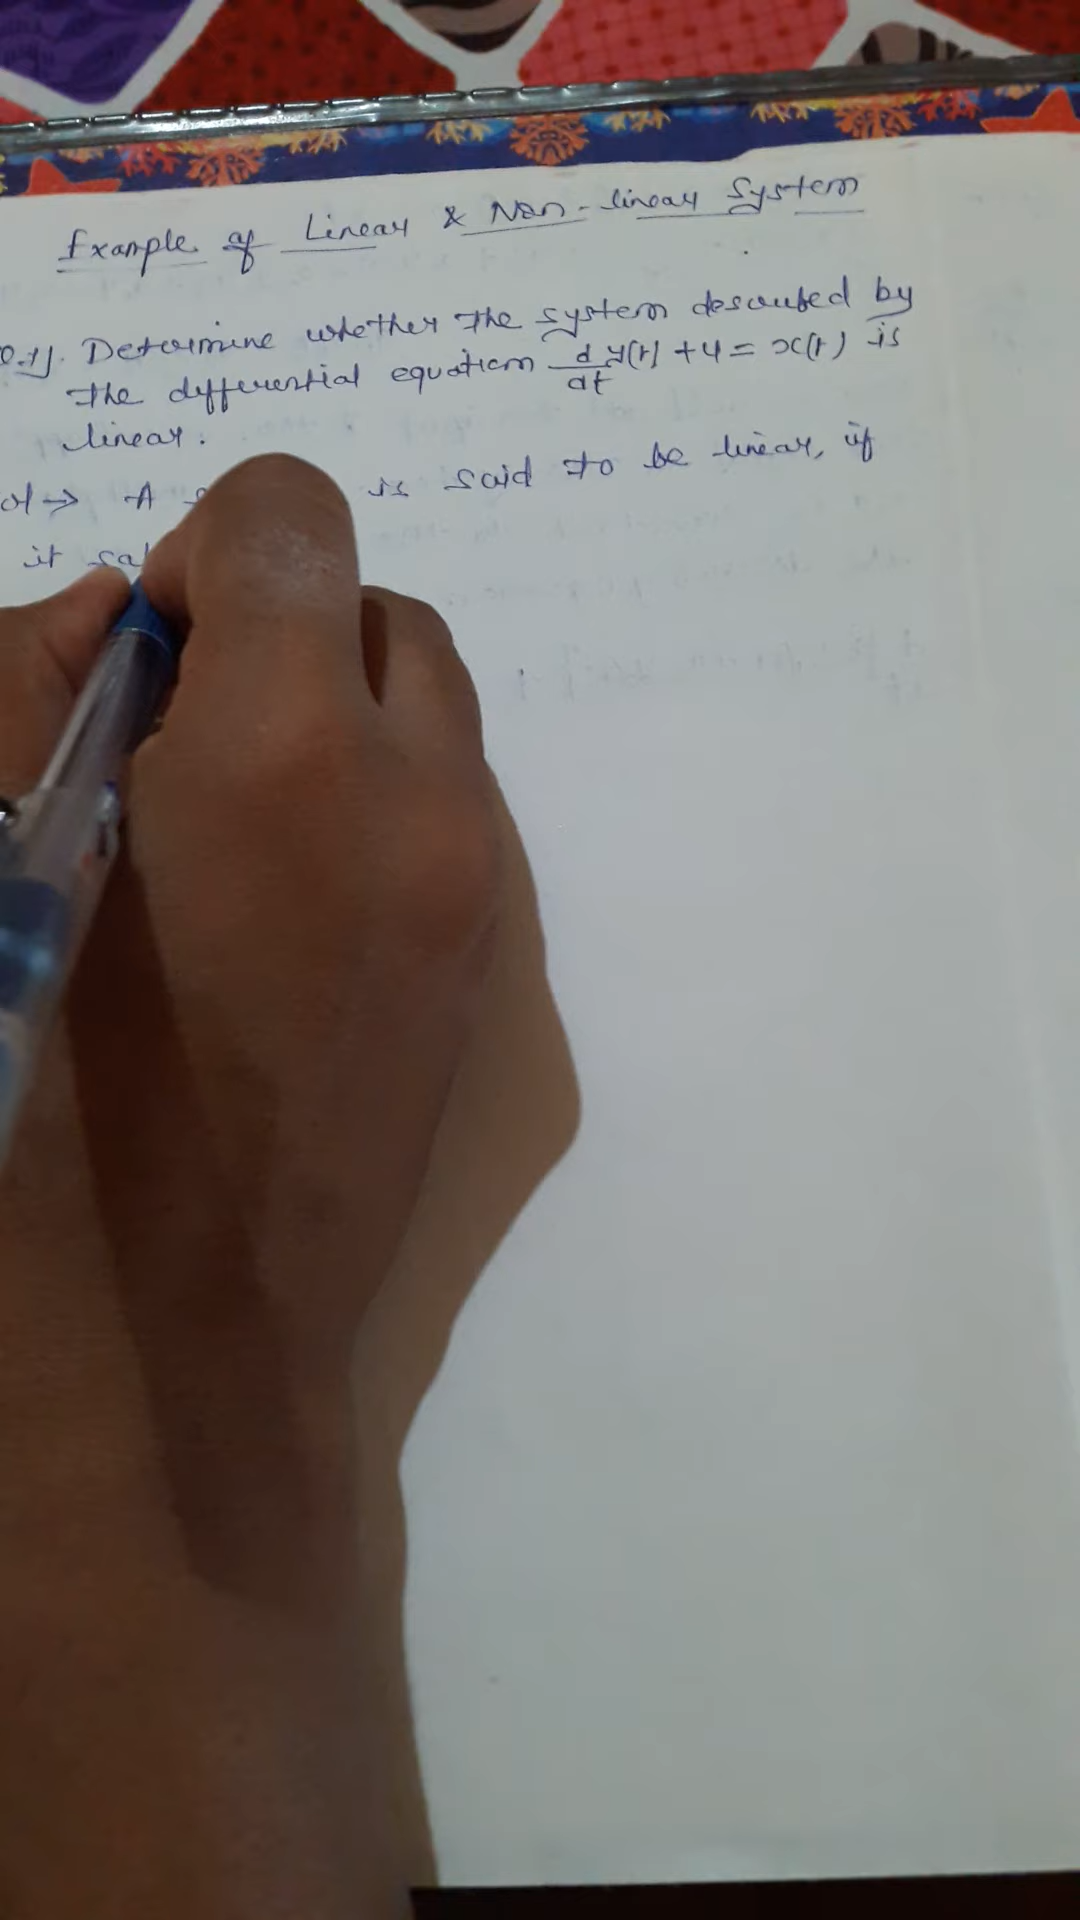 Example of Linear & Non-linear System
Q.1). Determine whether the system described by
the differential equation d/dt y(t) + 4 = x(t) is
linear.
ol → A is said to be linear, if
it